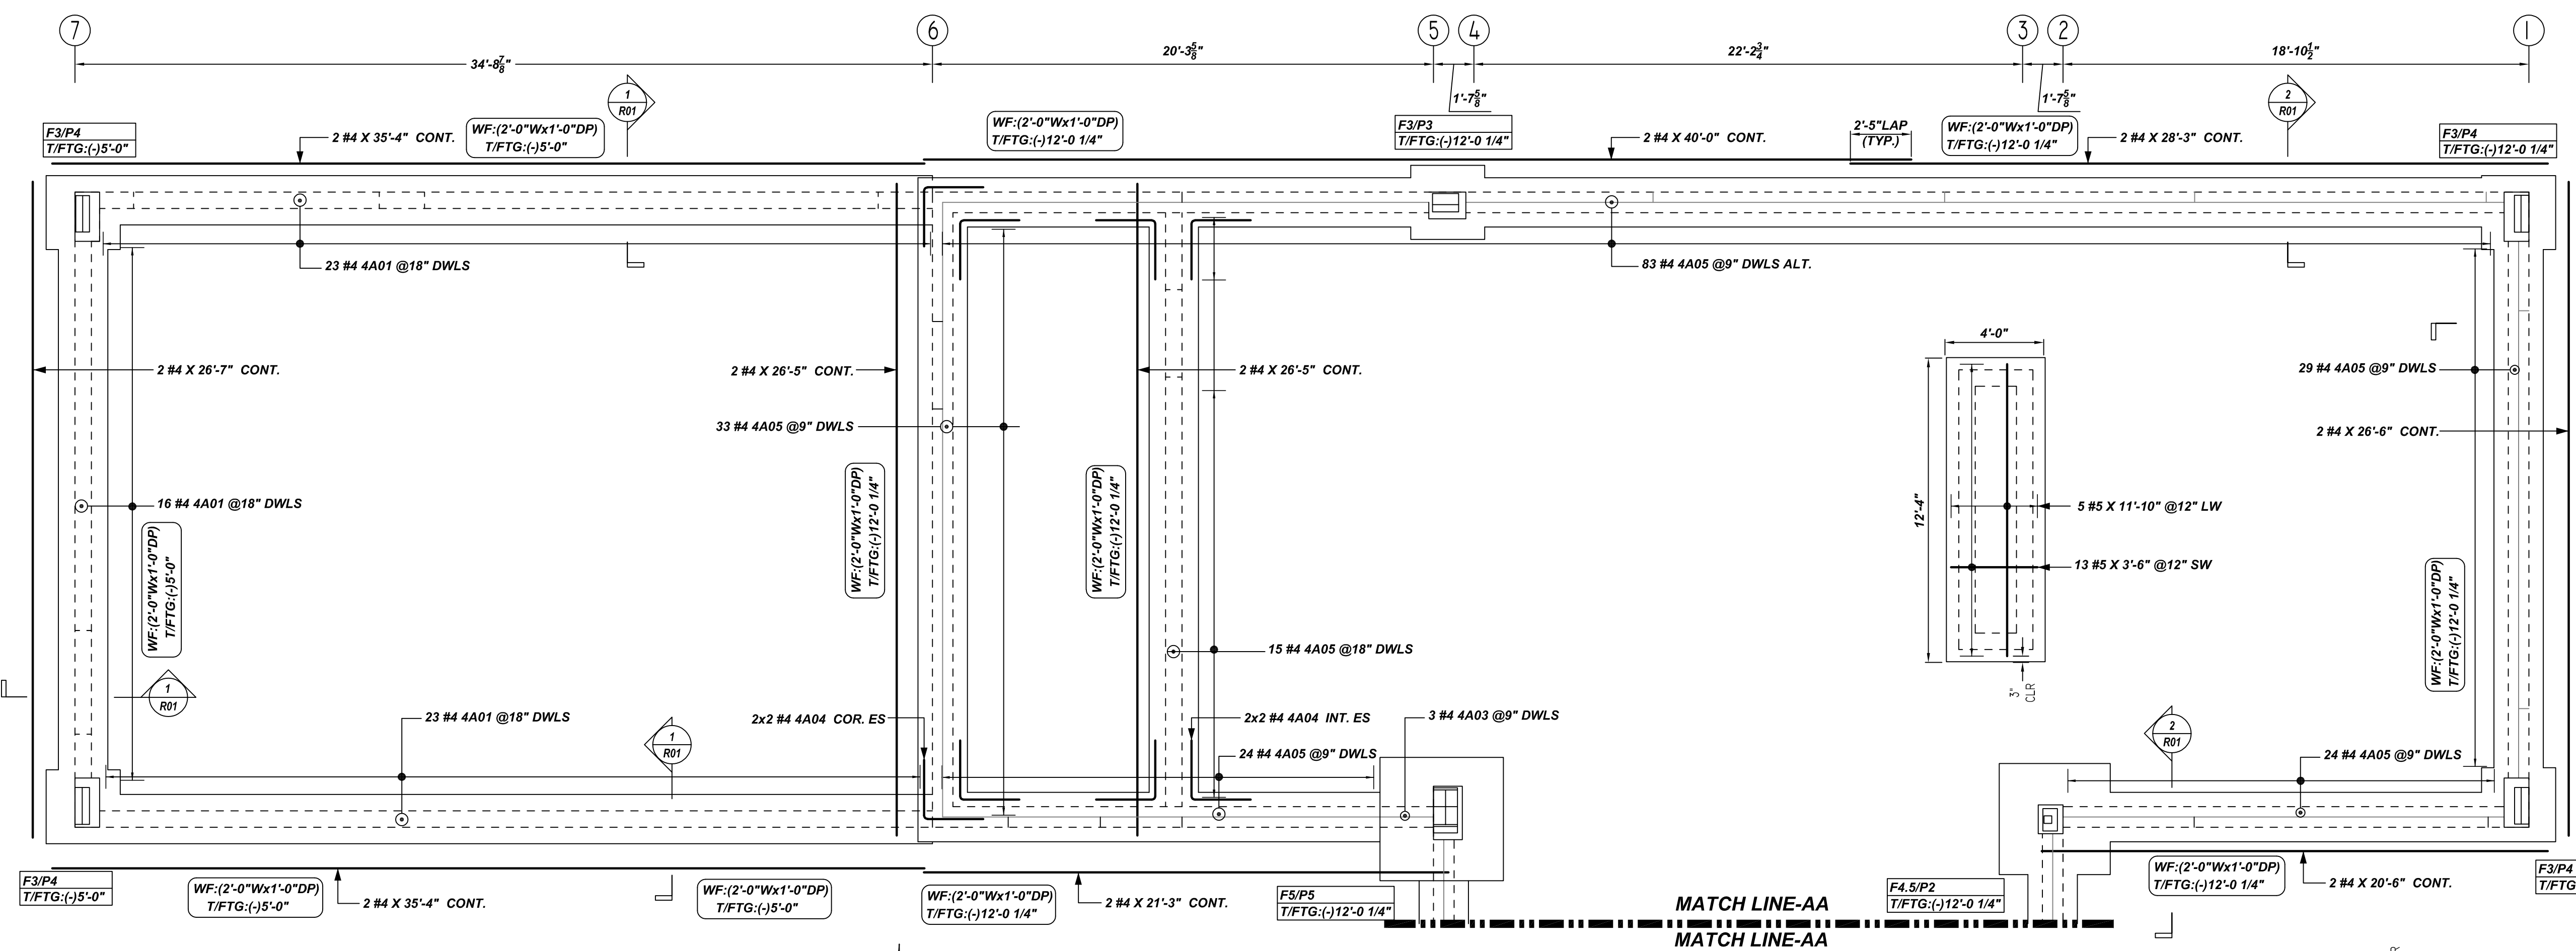 7
6
5
4
3
2
1
34'-8 7/8"
20'-3 5/8"
22'-2 3/4"
18'-10 1/2"
1'-7 5/8"
1'-7 5/8"
1
R01
2
R01
F3/P4
T/FTG:(-)5'-0"
2 #4 X 35'-4" CONT.
WF:(2'-0"Wx1'-0"DP)
T/FTG:(-)5'-0"
WF:(2'-0"Wx1'-0"DP)
T/FTG:(-)12'-0 1/4"
F3/P3
T/FTG:(-)12'-0 1/4"
2 #4 X 40'-0" CONT.
2'-5"LAP
(TYP.)
WF:(2'-0"Wx1'-0"DP)
T/FTG:(-)12'-0 1/4"
2 #4 X 28'-3" CONT.
F3/P4
T/FTG:(-)12'-0 1/4"
23 #4 4A01 @18" DWLS
83 #4 4A05 @9" DWLS ALT.
4'-0"
2 #4 X 26'-7" CONT.
2 #4 X 26'-5" CONT.
2 #4 X 26'-5" CONT.
29 #4 4A05 @9" DWLS
33 #4 4A05 @9" DWLS
2 #4 X 26'-6" CONT.
16 #4 4A01 @18" DWLS
WF:(2'-0"Wx1'-0"DP)
T/FTG:(-)5'-0"
WF:(2'-0"Wx1'-0"DP)
T/FTG:(-)12'-0 1/4"
WF:(2'-0"Wx1'-0"DP)
T/FTG:(-)12'-0 1/4"
12'-4"
5 #5 X 11'-10" @12" LW
13 #5 X 3'-6" @12" SW
WF:(2'-0"Wx1'-0"DP)
T/FTG:(-)12'-0 1/4"
15 #4 4A05 @18" DWLS
3"
CLR
1
R01
23 #4 4A01 @18" DWLS
1
R01
2x2 #4 4A04 COR. ES
2x2 #4 4A04 INT. ES
3 #4 4A03 @9" DWLS
24 #4 4A05 @9" DWLS
2
R01
24 #4 4A05 @9" DWLS
F3/P4
T/FTG:(-)5'-0"
WF:(2'-0"Wx1'-0"DP)
T/FTG:(-)5'-0"
2 #4 X 35'-4" CONT.
WF:(2'-0"Wx1'-0"DP)
T/FTG:(-)5'-0"
WF:(2'-0"Wx1'-0"DP)
T/FTG:(-)12'-0 1/4"
2 #4 X 21'-3" CONT.
F5/P5
T/FTG:(-)12'-0 1/4"
MATCH LINE-AA
MATCH LINE-AA
F4.5/P2
T/FTG:(-)12'-0 1/4"
WF:(2'-0"Wx1'-0"DP)
T/FTG:(-)12'-0 1/4"
2 #4 X 20'-6" CONT.
F3/P4
T/FTG
R